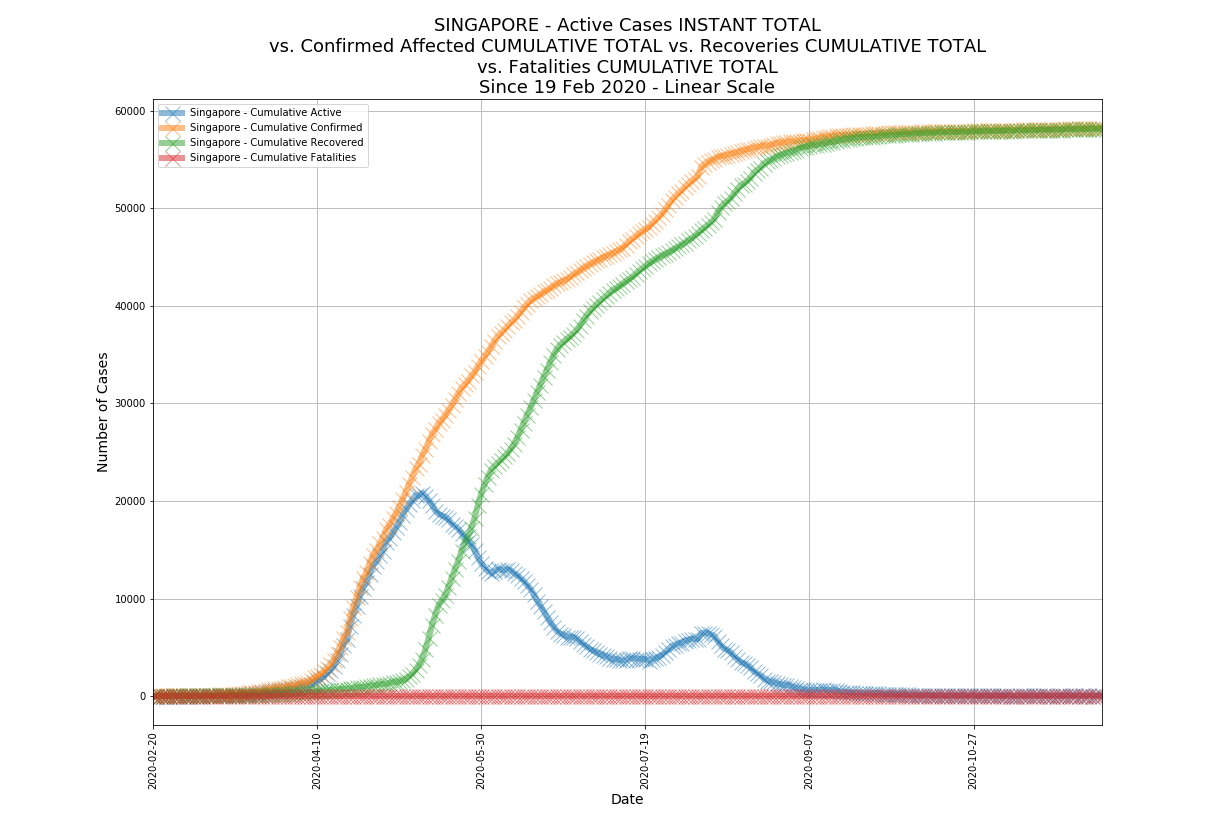 SINGAPORE - Active Cases INSTANT TOTAL
vs. Confirmed Affected CUMULATIVE TOTAL vs. Recoveries CUMULATIVE TOTAL
vs. Fatalities CUMULATIVE TOTAL
Since 19 Feb 2020 - Linear Scale
Singapore - Cumulative Active
Singapore - Cumulative Confirmed
Singapore - Cumulative Recovered
Singapore - Cumulative Fatalities
Number of Cases
60000
50000
40000
30000
20000
10000
0
2020-02-20
2020-04-10
2020-05-30
2020-07-19
2020-09-07
2020-10-27
Date